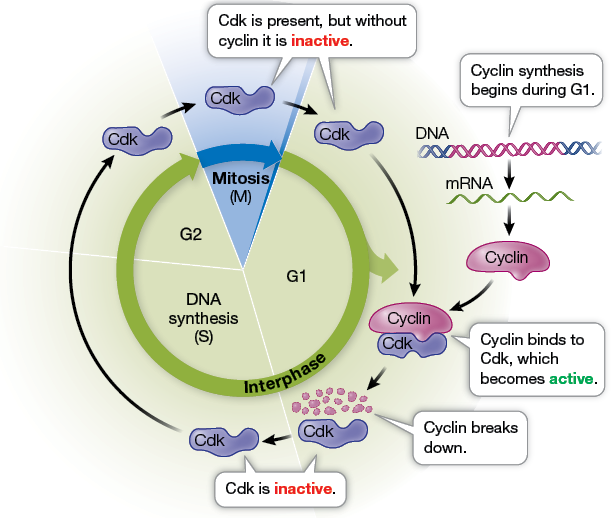 Cdk is present, but without
cyclin it is inactive.
Cdk
Cdk
Cdk
Cyclin synthesis
begins during G1.
DNA
mRNA
Cyclin
Mitosis
(M)
G2
G1
DNA
synthesis
(S)
Interphase
Cyclin
Cdk
Cyclin binds to
Cdk, which
becomes active.
Cyclin breaks
down.
Cdk
Cdk
Cdk is inactive.